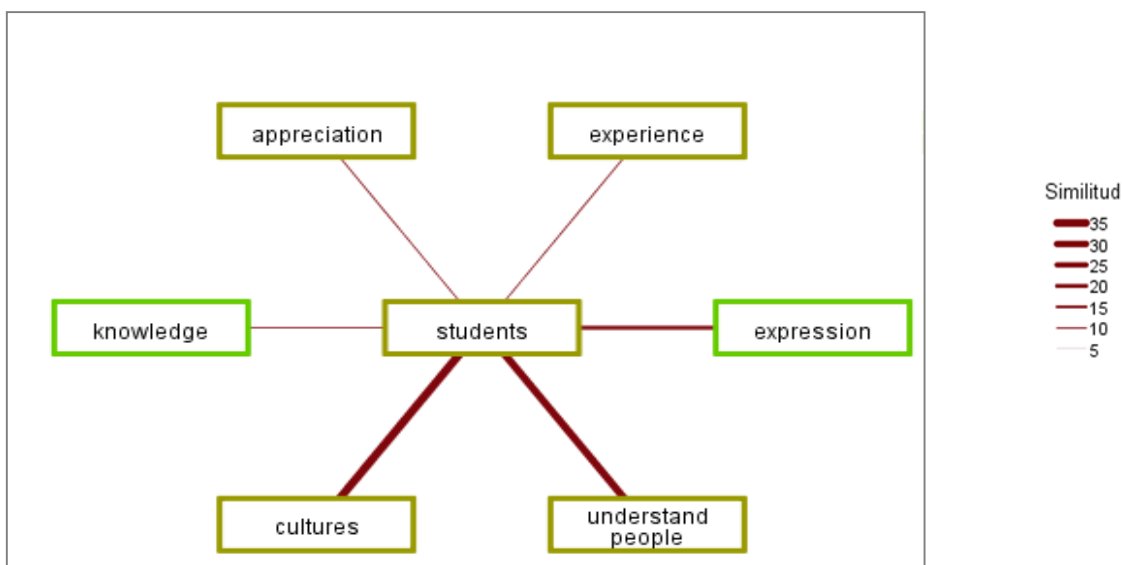 appreciation
experience
knowledge
students
expression
cultures
understand
people
Similitud
35
30
25
20
15
10
5